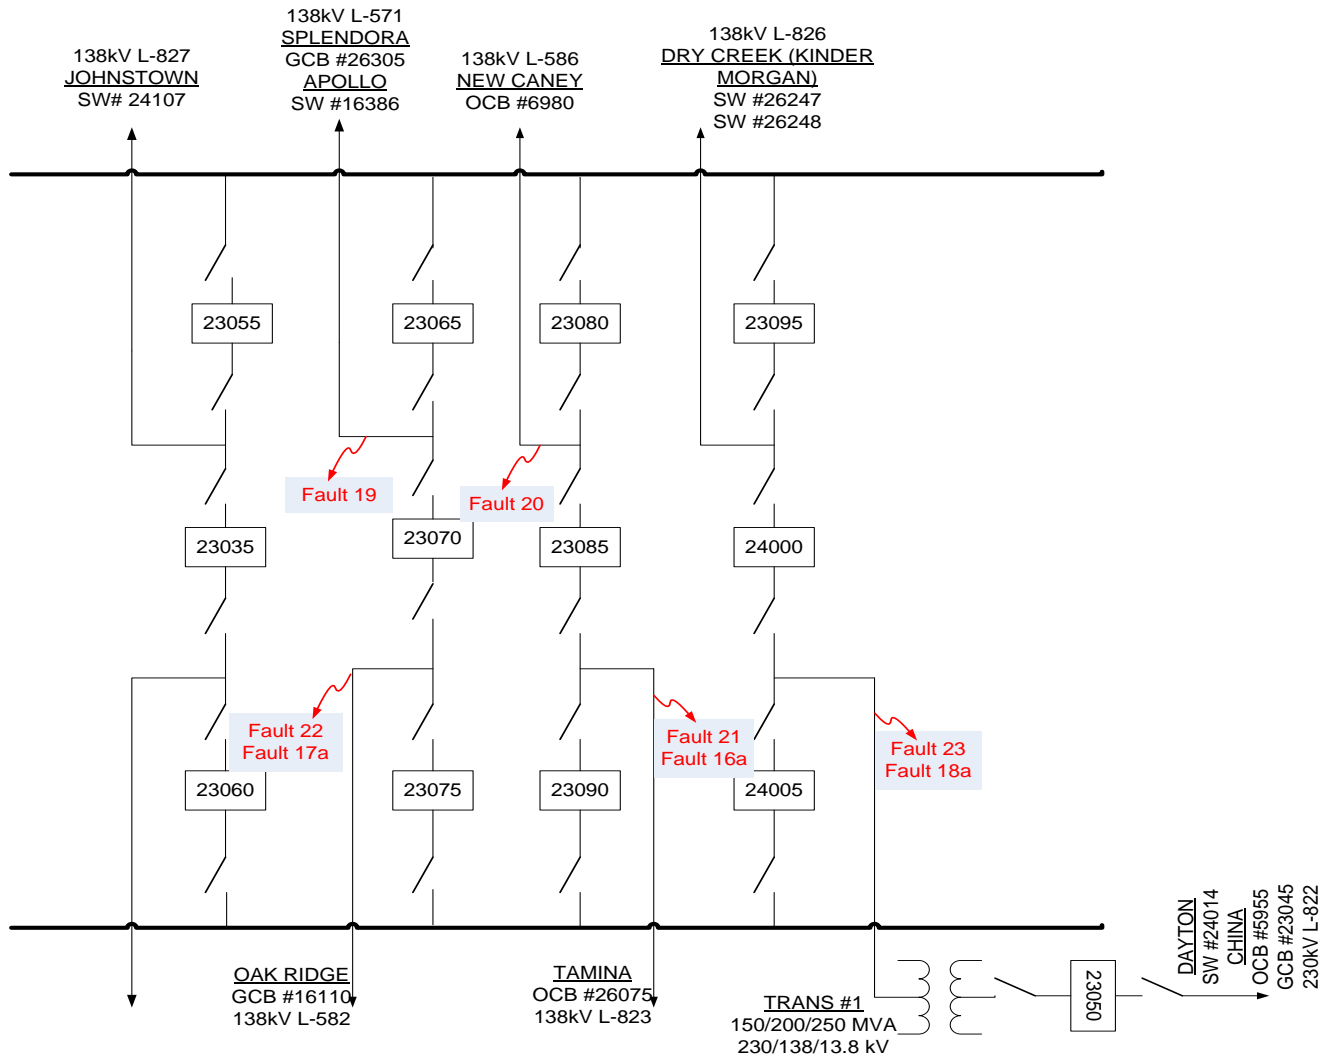 138kV L-827
JOHNSTOWN
SW# 24107
138kV L-571
SPLENDORA
GCB #26305
APOLLO
SW #16386
138kV L-586
NEW CANEY
OCB #6980
138kV L-826
DRY CREEK (KINDER
MORGAN)
SW #26247
SW #26248
23055
23065
23080
23095
Fault 19
Fault 20
23035
23070
23085
24000
Fault 22
Fault 17a
Fault 21
Fault 16a
Fault 23
Fault 18a
23060
23075
23090
24005
OAK RIDGE
GCB #16110
138kV L-582
TAMINA
OCB #26075
138kV L-823
TRANS #1
150/200/250 MVA
230/138/13.8 kV
23050
DAYTON
SW #24014
CHINA
OCB #5955
GCB #23045
230kV L-822